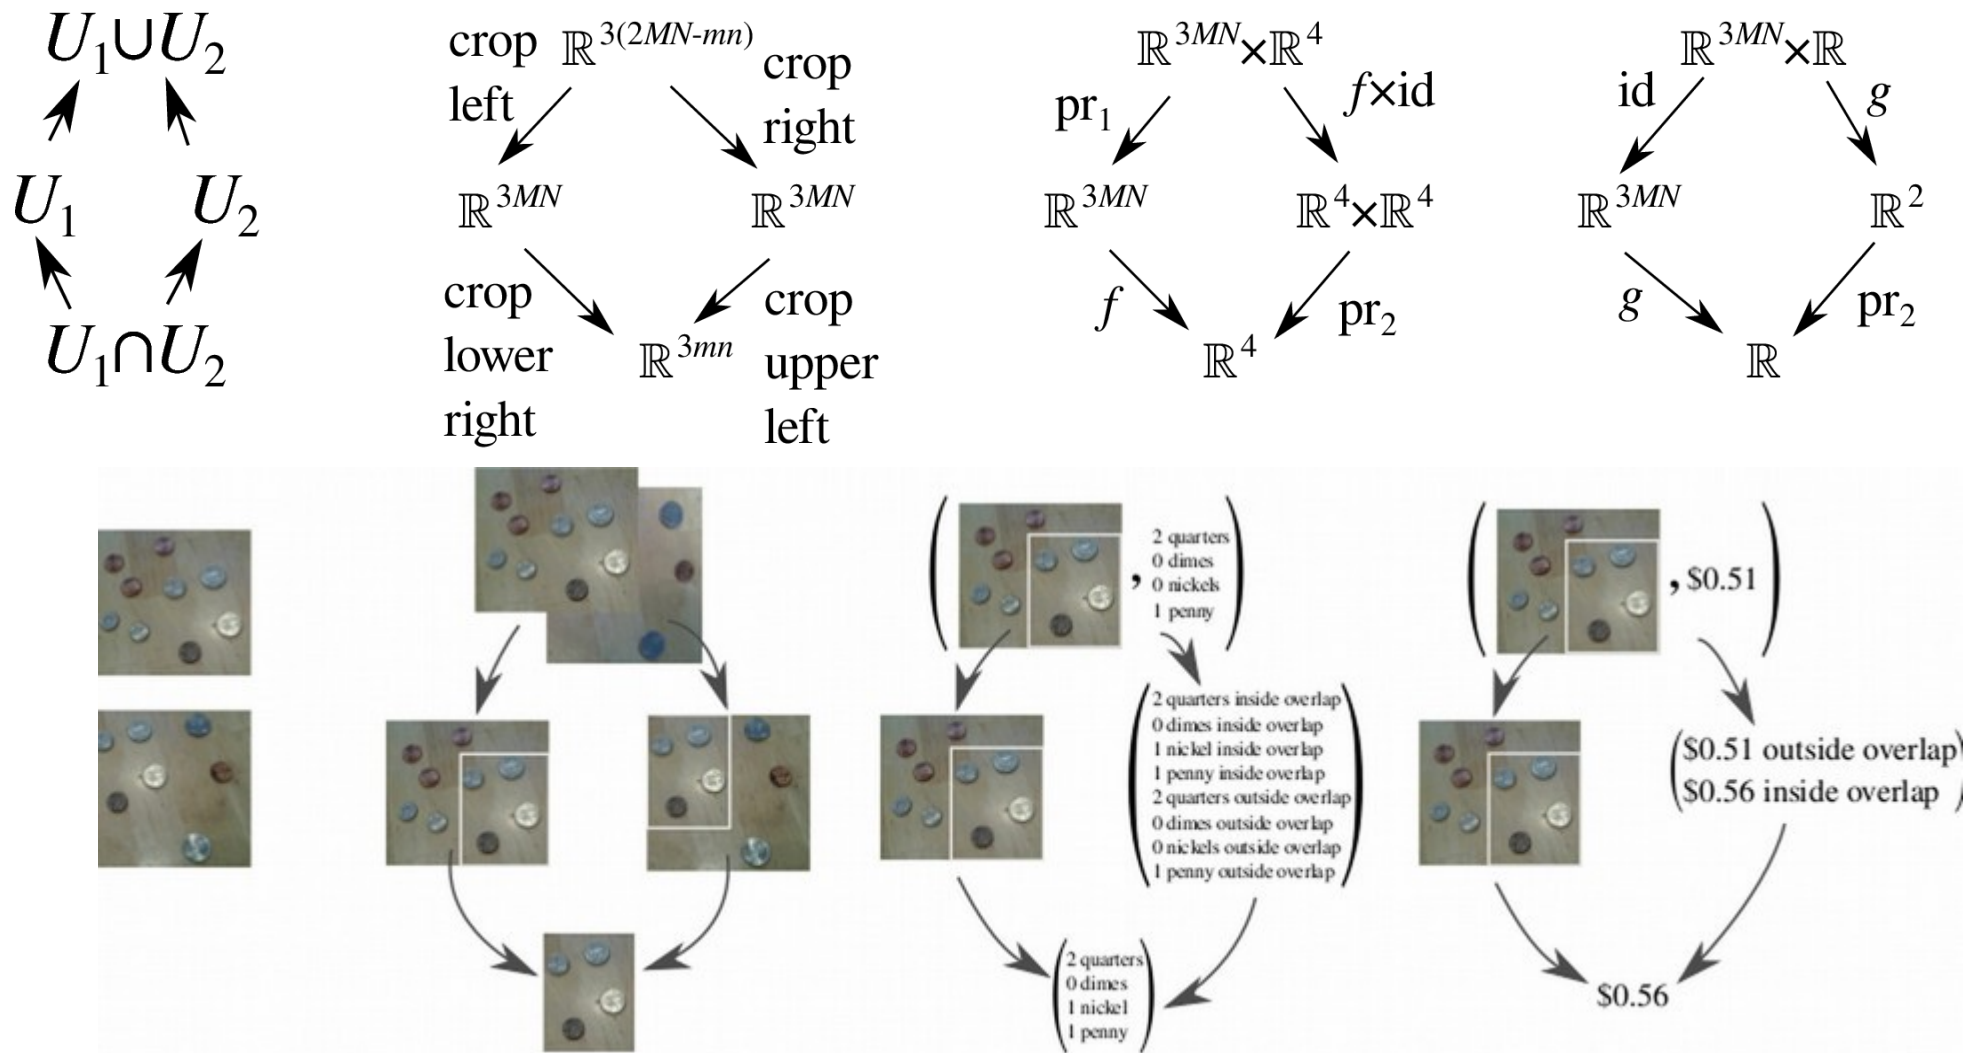 U₁∪U₂
U₁ U₂
U₁∩U₂
crop
left
ℝ³⁽²ᴹᴺ⁻ᵐⁿ⁾
crop
right
ℝ³ᴹᴺ ℝ³ᴹᴺ
crop
lower
right
ℝ³ᵐⁿ
crop
upper
left
ℝ³ᴹᴺ×ℝ⁴
pr₁
f×id
ℝ³ᴹᴺ ℝ⁴×ℝ⁴
f
pr₂
ℝ⁴
ℝ³ᴹᴺ×ℝ
id
g
ℝ³ᴹᴺ ℝ²
g
pr₂
ℝ
( ,
2 quarters
0 dimes
0 nickels
1 penny
)
2 quarters inside overlap
0 dimes inside overlap
1 nickel inside overlap
1 penny inside overlap
2 quarters outside overlap
0 dimes outside overlap
0 nickels outside overlap
1 penny outside overlap
2 quarters
0 dimes
1 nickel
1 penny
( , $0.51 )
$0.51 outside overlap
$0.56 inside overlap
$0.56